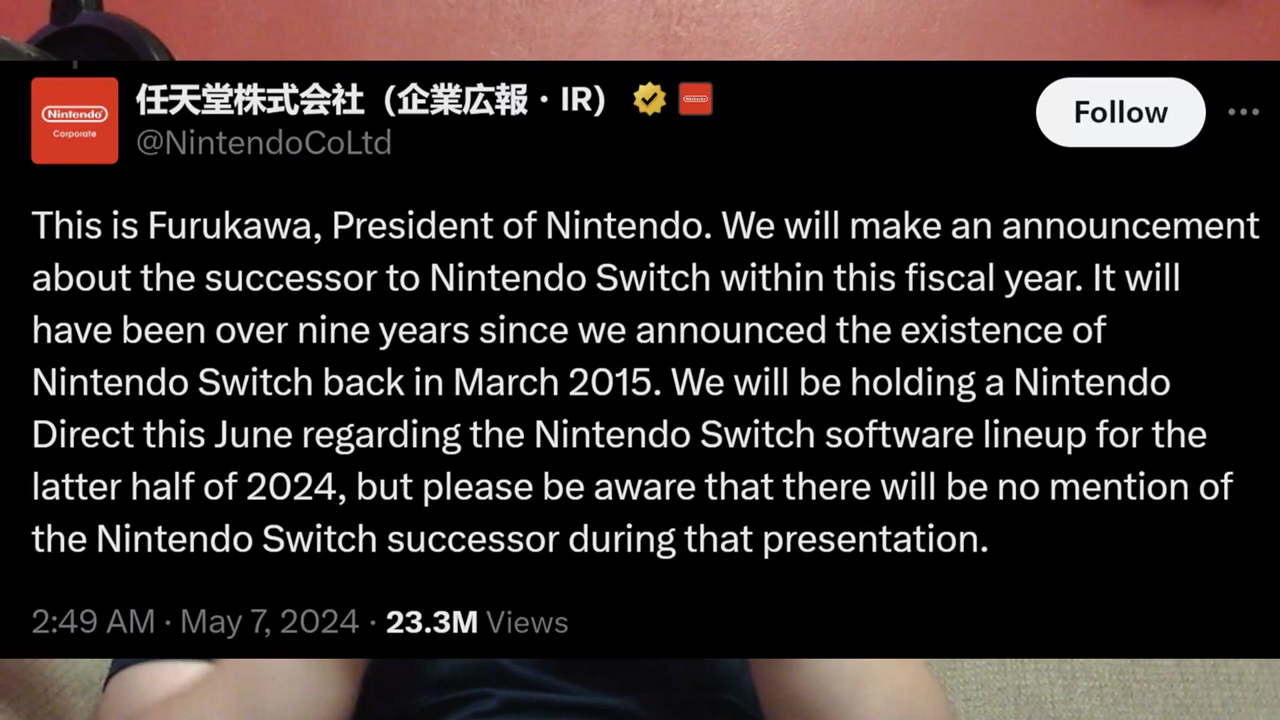 任天堂株式会社（企業広報・IR）
@NintendoCoLtd
Nintendo
Corporate
Nintendo
Follow
This is Furukawa, President of Nintendo. We will make an announcement
about the successor to Nintendo Switch within this fiscal year. It will
have been over nine years since we announced the existence of
Nintendo Switch back in March 2015. We will be holding a Nintendo
Direct this June regarding the Nintendo Switch software lineup for the
latter half of 2024, but please be aware that there will be no mention of
the Nintendo Switch successor during that presentation.
2:49 AM · May 7, 2024 · 23.3M Views